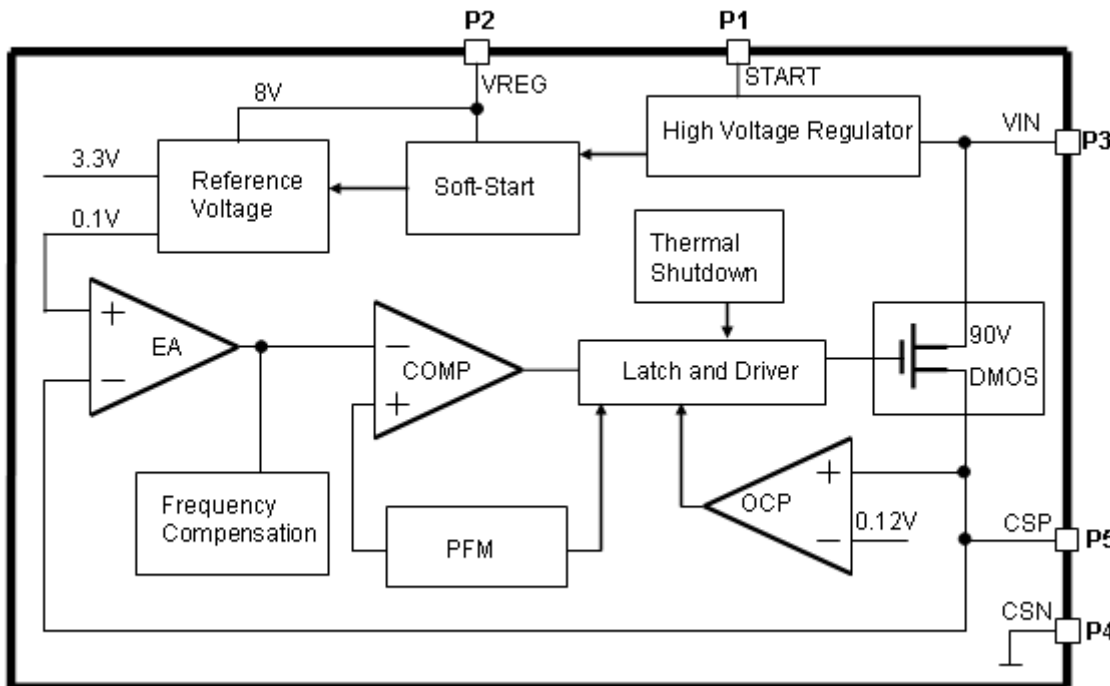 P2
P1
VREG
START
8V
High Voltage Regulator
VIN
P3
3.3V
Reference
Voltage
Soft-Start
0.1V
Thermal
Shutdown
+
EA
−
−
COMP
+
Latch and Driver
90V
DMOS
Frequency
Compensation
PFM
+
OCP
0.12V
−
CSP
P5
CSN
P4